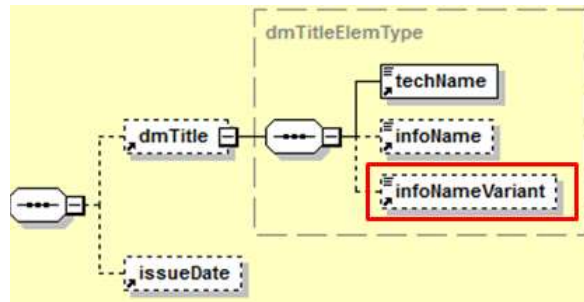 dmTitleElemType
techName
dmTitle
infoName
infoNameVariant
issueDate